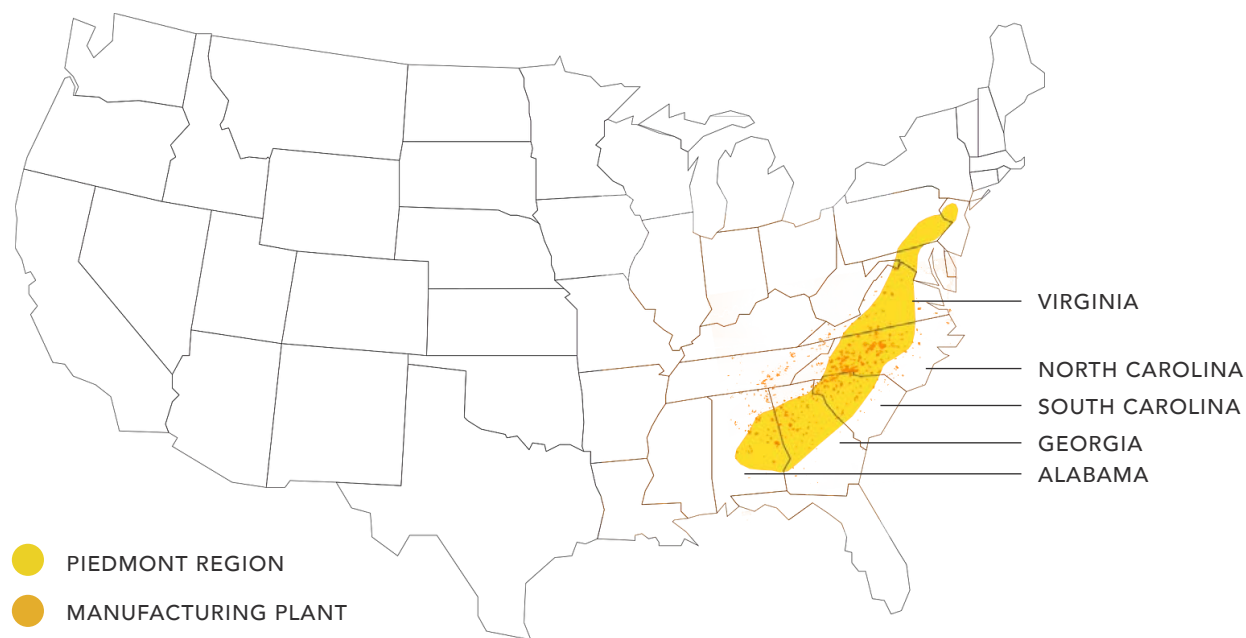 VIRGINIA
NORTH CAROLINA
SOUTH CAROLINA
GEORGIA
ALABAMA
PIEDMONT REGION
MANUFACTURING PLANT